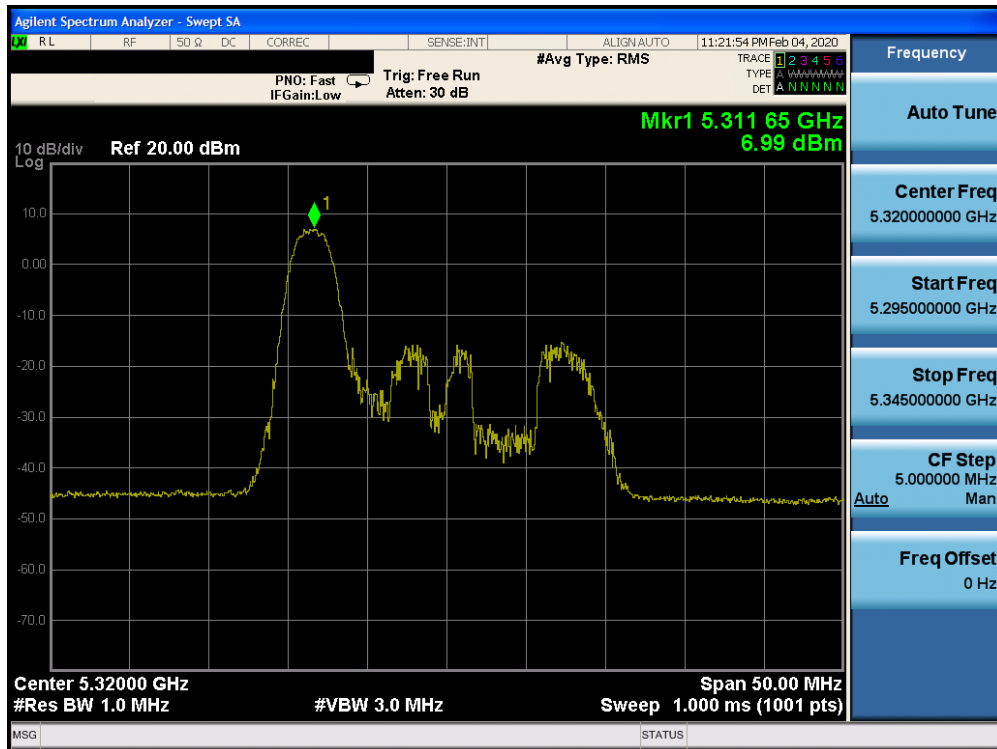 Agilent Spectrum Analyzer - Swept SA
LXI RL RF 50 Ω DC CORREC SENSE:INT ALIGN AUTO 11:21:54 PM Feb 04, 2020
Frequency
#Avg Type: RMS
TRACE 1 2 3 4 5 6
PNO: Fast Trig: Free Run
TYPE A WWWWW
IFGain:Low Atten: 30 dB
DET A N N N N N
Auto Tune
Mkr1 5.311 65 GHz
6.99 dBm
10 dB/div Ref 20.00 dBm
Log
1
10.0
0.00
-10.0
-20.0
-30.0
-40.0
-50.0
-60.0
-70.0
Center Freq
5.320000000 GHz
Start Freq
5.295000000 GHz
Stop Freq
5.345000000 GHz
CF Step
5.000000 MHz
Auto Man
Freq Offset
0 Hz
Center 5.32000 GHz Span 50.00 MHz
#Res BW 1.0 MHz #VBW 3.0 MHz Sweep 1.000 ms (1001 pts)
MSG STATUS